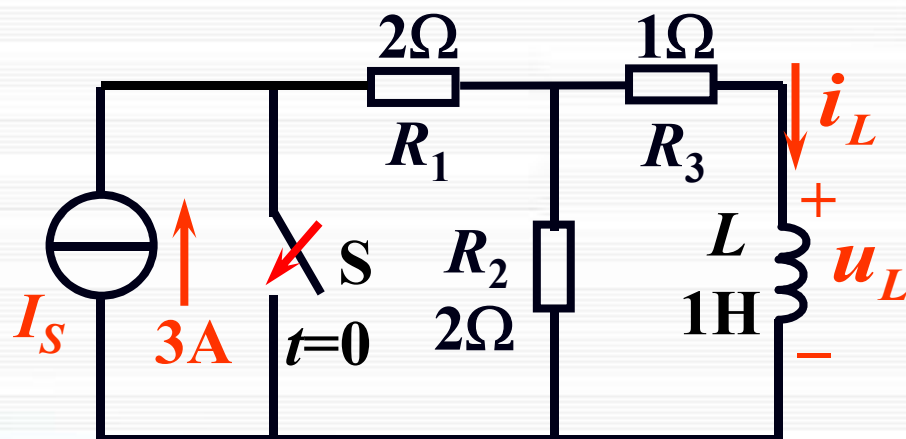 2Ω
1Ω
R1
R3
iL
+
S
R2
L
uL
IS
3A
t=0
2Ω
1H
−